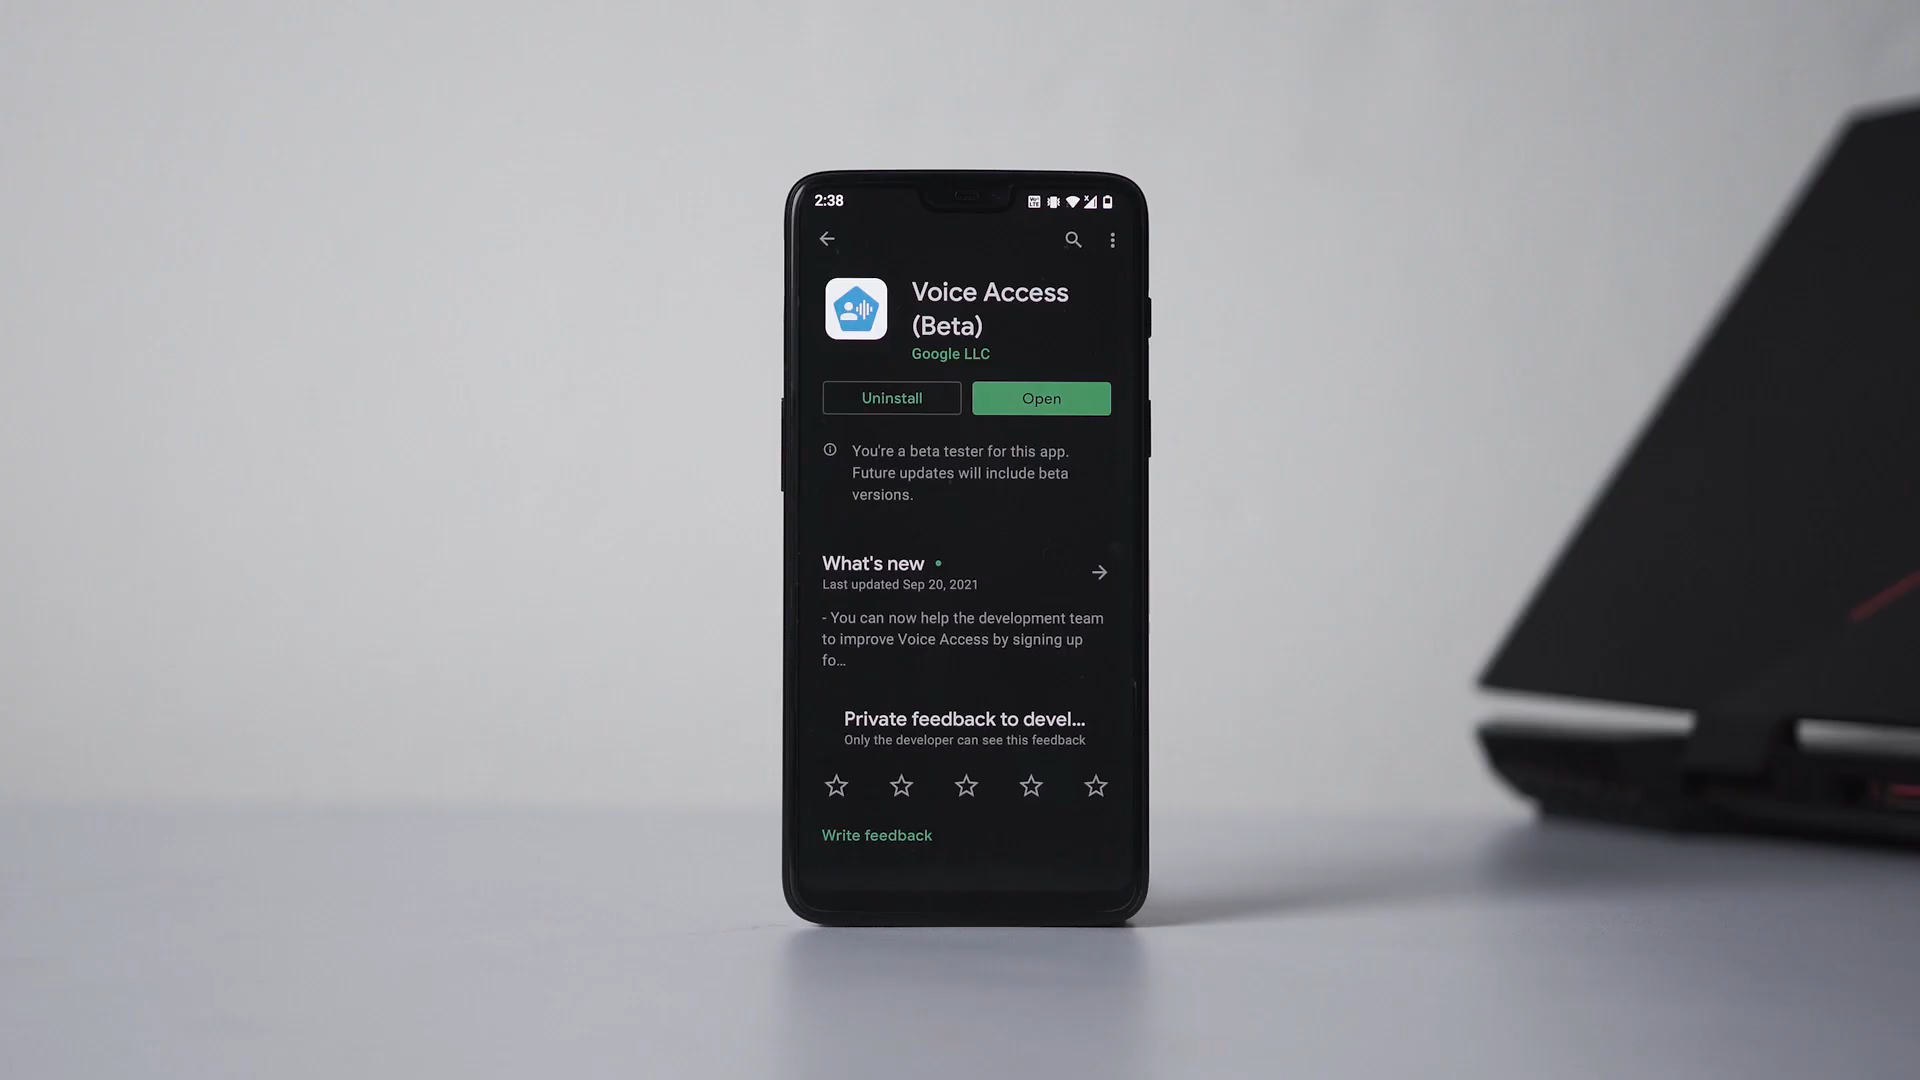 2:38
Voice Access
(Beta)
Google LLC
Uninstall
Open
You're a beta tester for this app.
Future updates will include beta
versions.
What's new
Last updated Sep 20, 2021
- You can now help the development team
to improve Voice Access by signing up
fo...
Private feedback to devel...
Only the developer can see this feedback
Write feedback